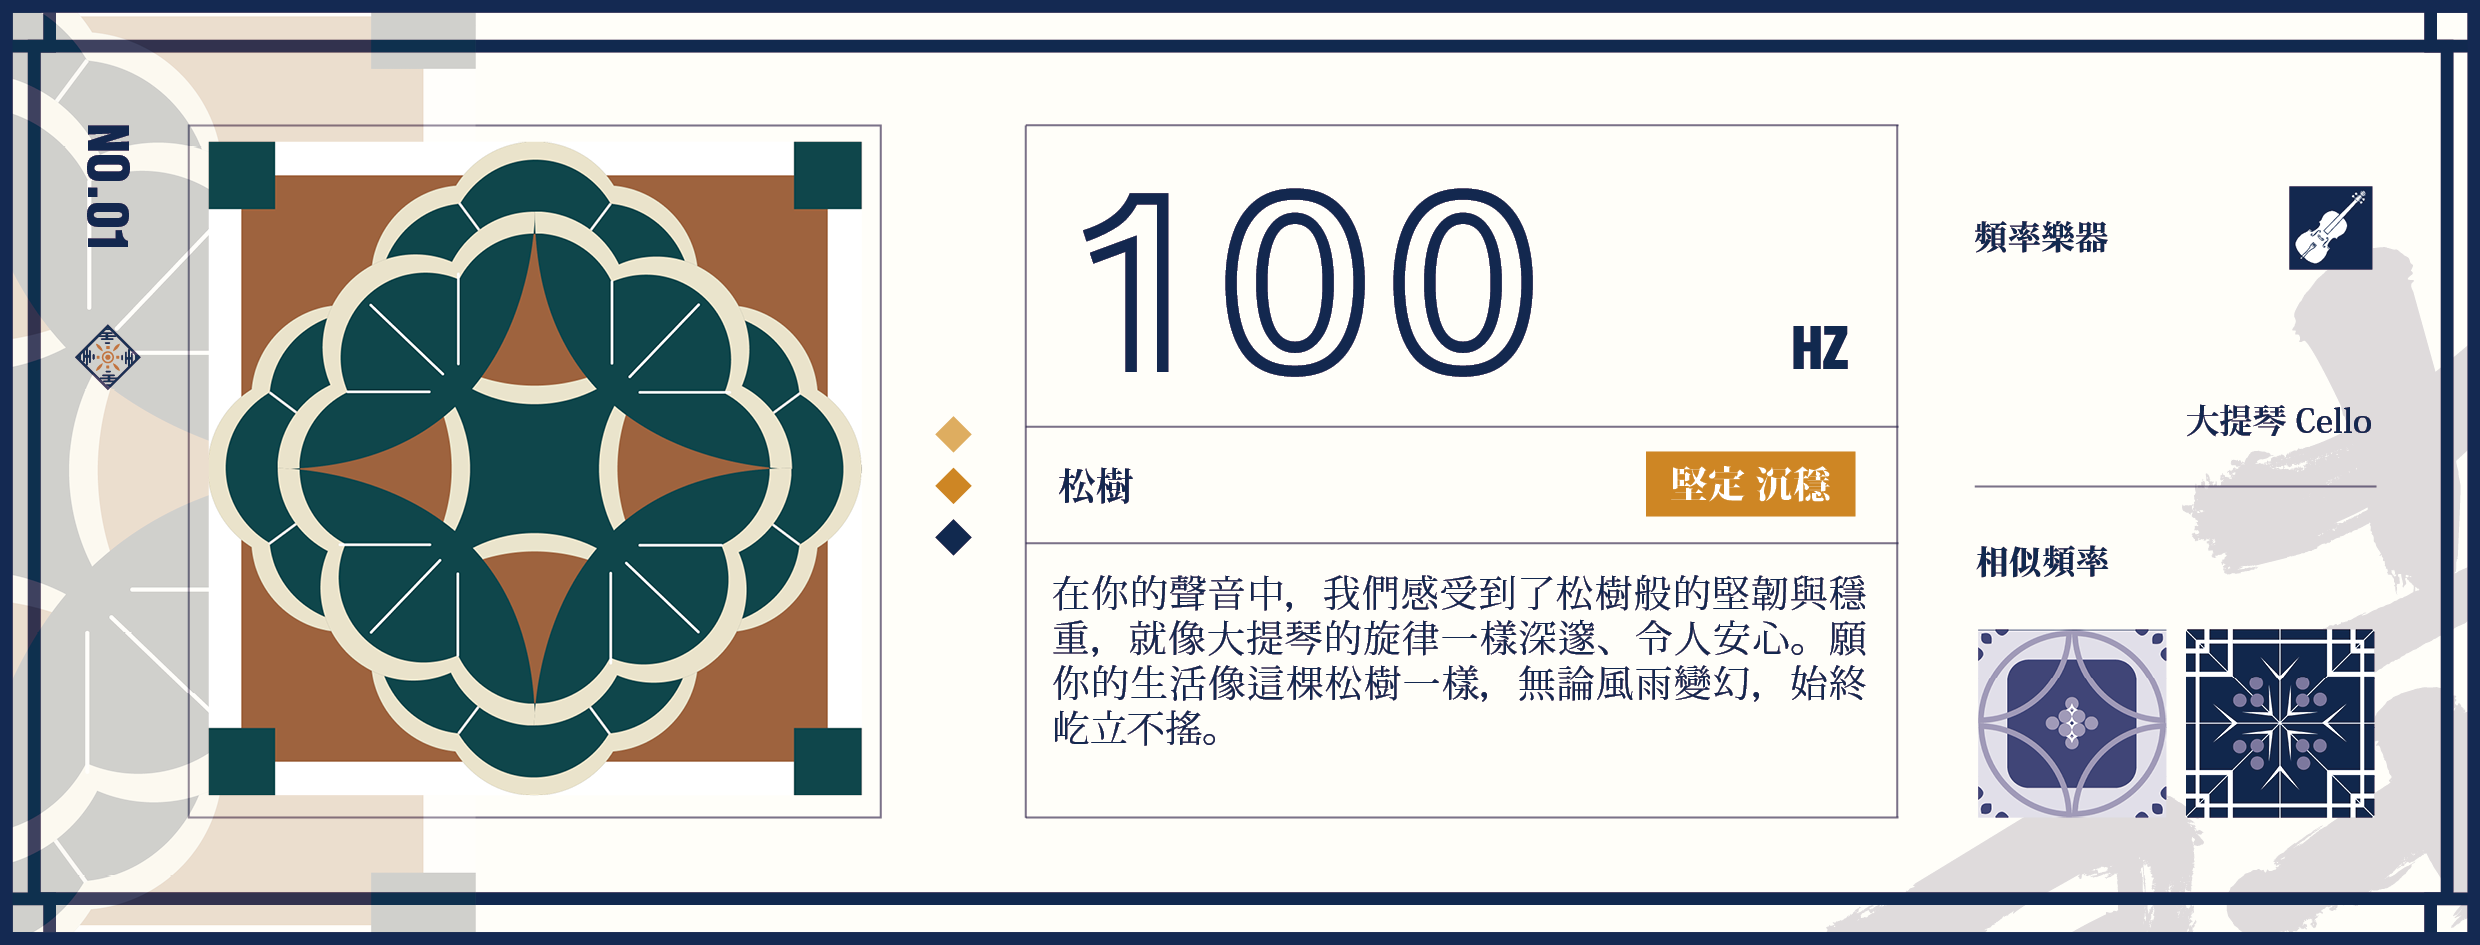 NO.01
100
HZ
松樹
堅定 沉穩
在你的聲音中，我們感受到了松樹般的堅韌與穩
重，就像大提琴的旋律一樣深邃、令人安心。願
你的生活像這棵松樹一樣，無論風雨變幻，始終
屹立不搖。
頻率樂器
大提琴 Cello
相似頻率